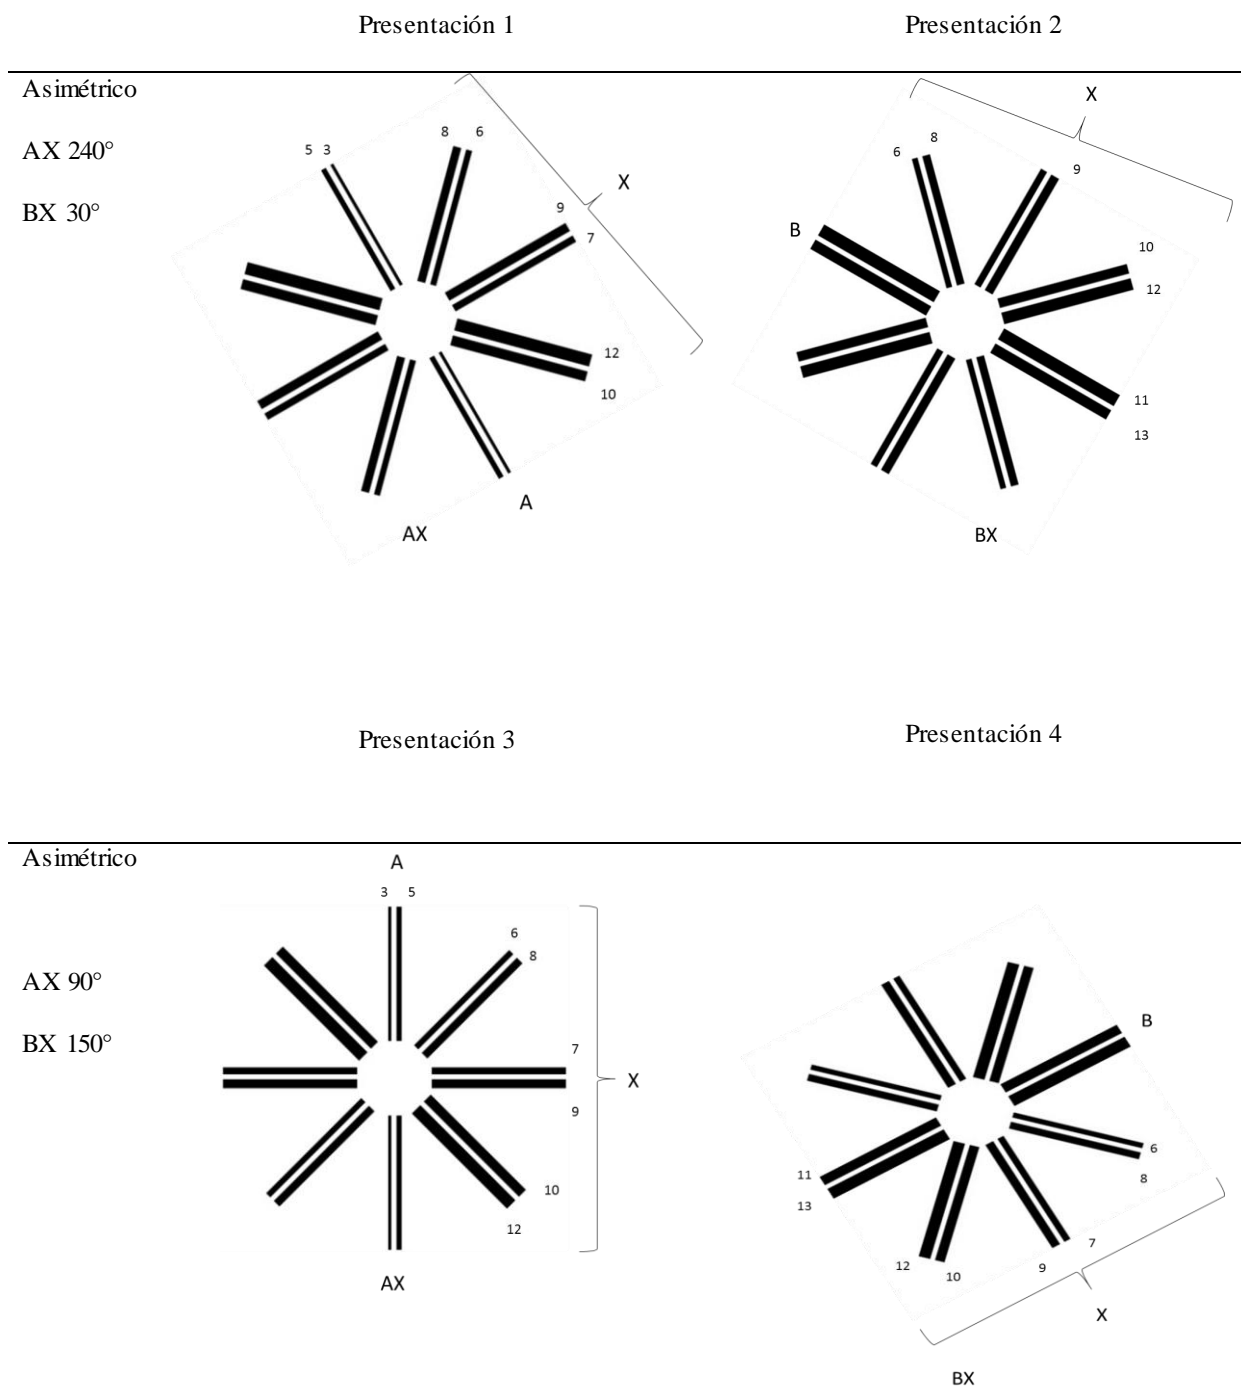 Presentación 1
Presentación 2
Asimétrico
AX 240°
BX 30°
5 3
8 6
X
9
7
12
10
A
AX
X
6
8
9
B
10
12
11
13
BX
Presentación 3
Presentación 4
Asimétrico
AX 90°
BX 150°
A
3 5
6
8
7
X
9
10
12
AX
B
6
8
11
13
7
9
12
10
X
BX